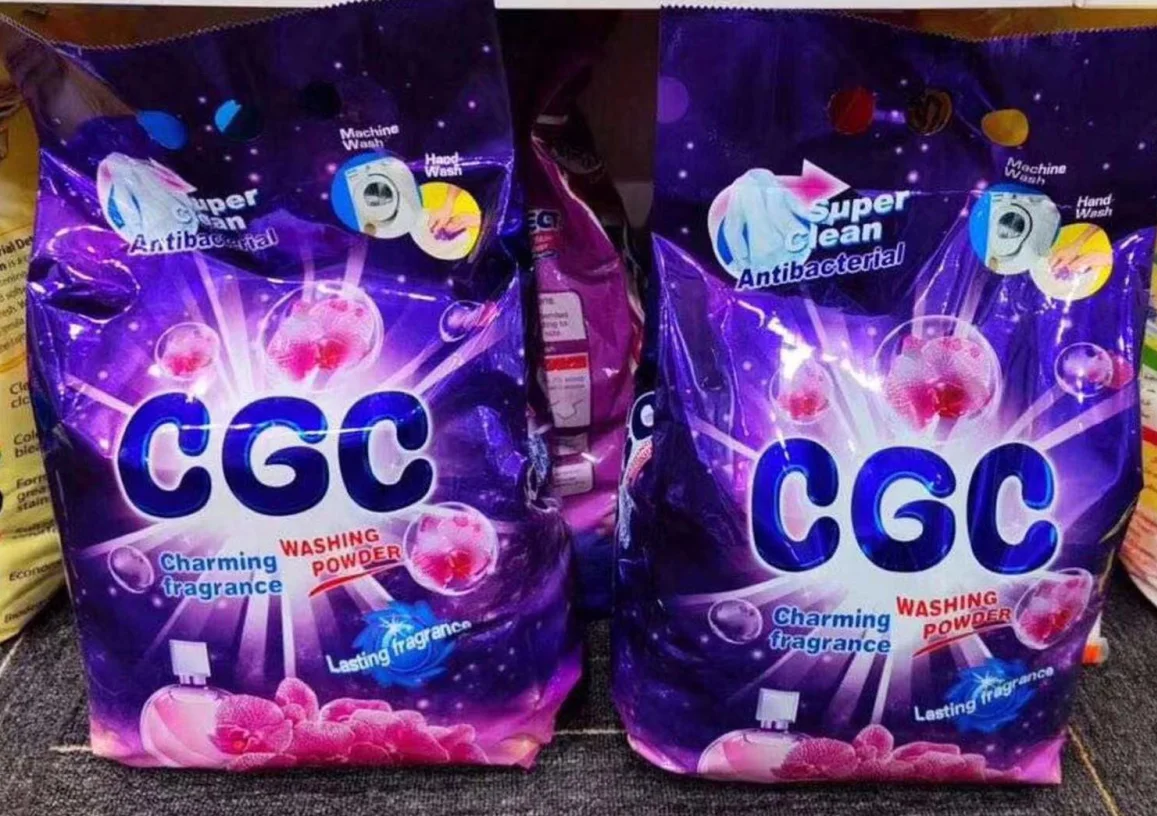 Machine
Wash
Hand
Wash
Super
Antibacterial
CGC
Charming
fragrance
WASHING
POWDER
Lasting fragrance
Machine
Wash
Hand
Wash
Super
Clean
Antibacterial
CGC
Charming
fragrance
WASHING
POWDER
Lasting fragrance